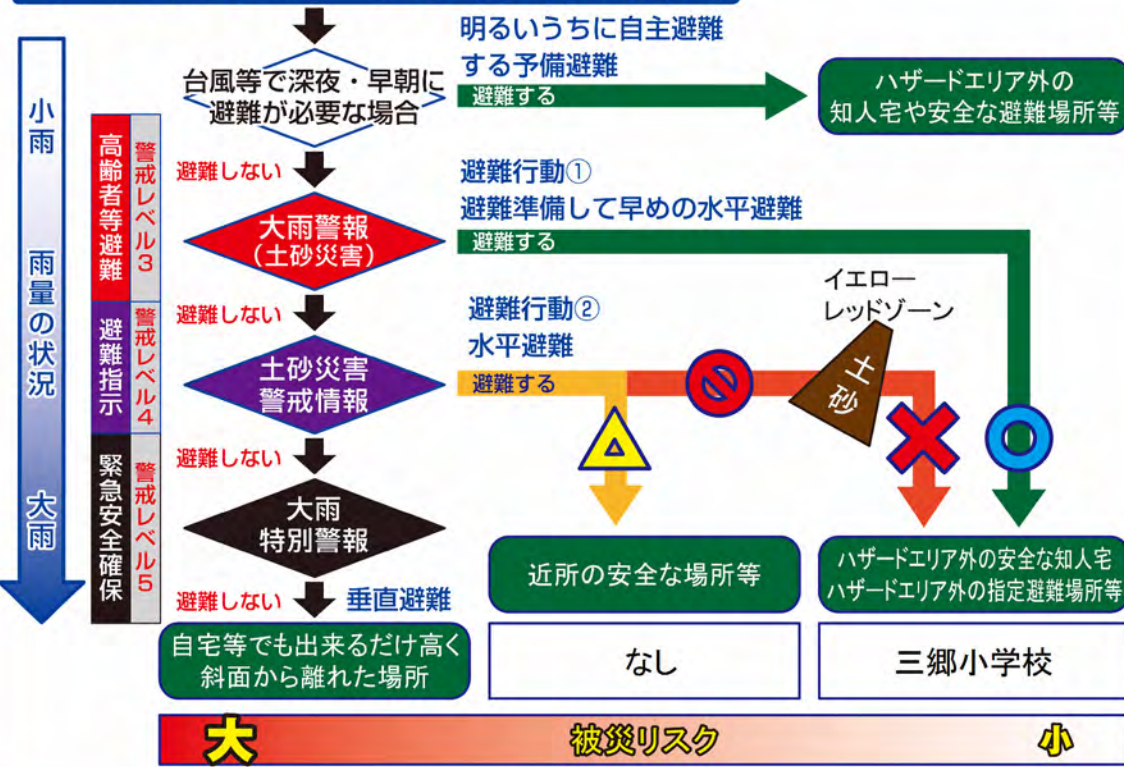 明るいうちに自主避難
する予備避難
避難する
台風等で深夜・早朝に
避難が必要な場合
ハザードエリア外の
知人宅や安全な避難場所等
小雨
雨量の状況
大雨
高齢者等避難
警戒レベル3
避難しない
大雨警報
(土砂災害)
避難行動①
避難準備して早めの水平避難
避難する
避難指示
警戒レベル4
避難しない
土砂災害
警戒情報
避難行動②
水平避難
避難する
イエロー
レッドゾーン
土砂
緊急安全確保
警戒レベル5
避難しない
大雨
特別警報
避難しない
垂直避難
自宅等でも出来るだけ高く
斜面から離れた場所
近所の安全な場所等
なし
ハザードエリア外の安全な知人宅
ハザードエリア外の指定避難場所等
三郷小学校
大
被災リスク
小